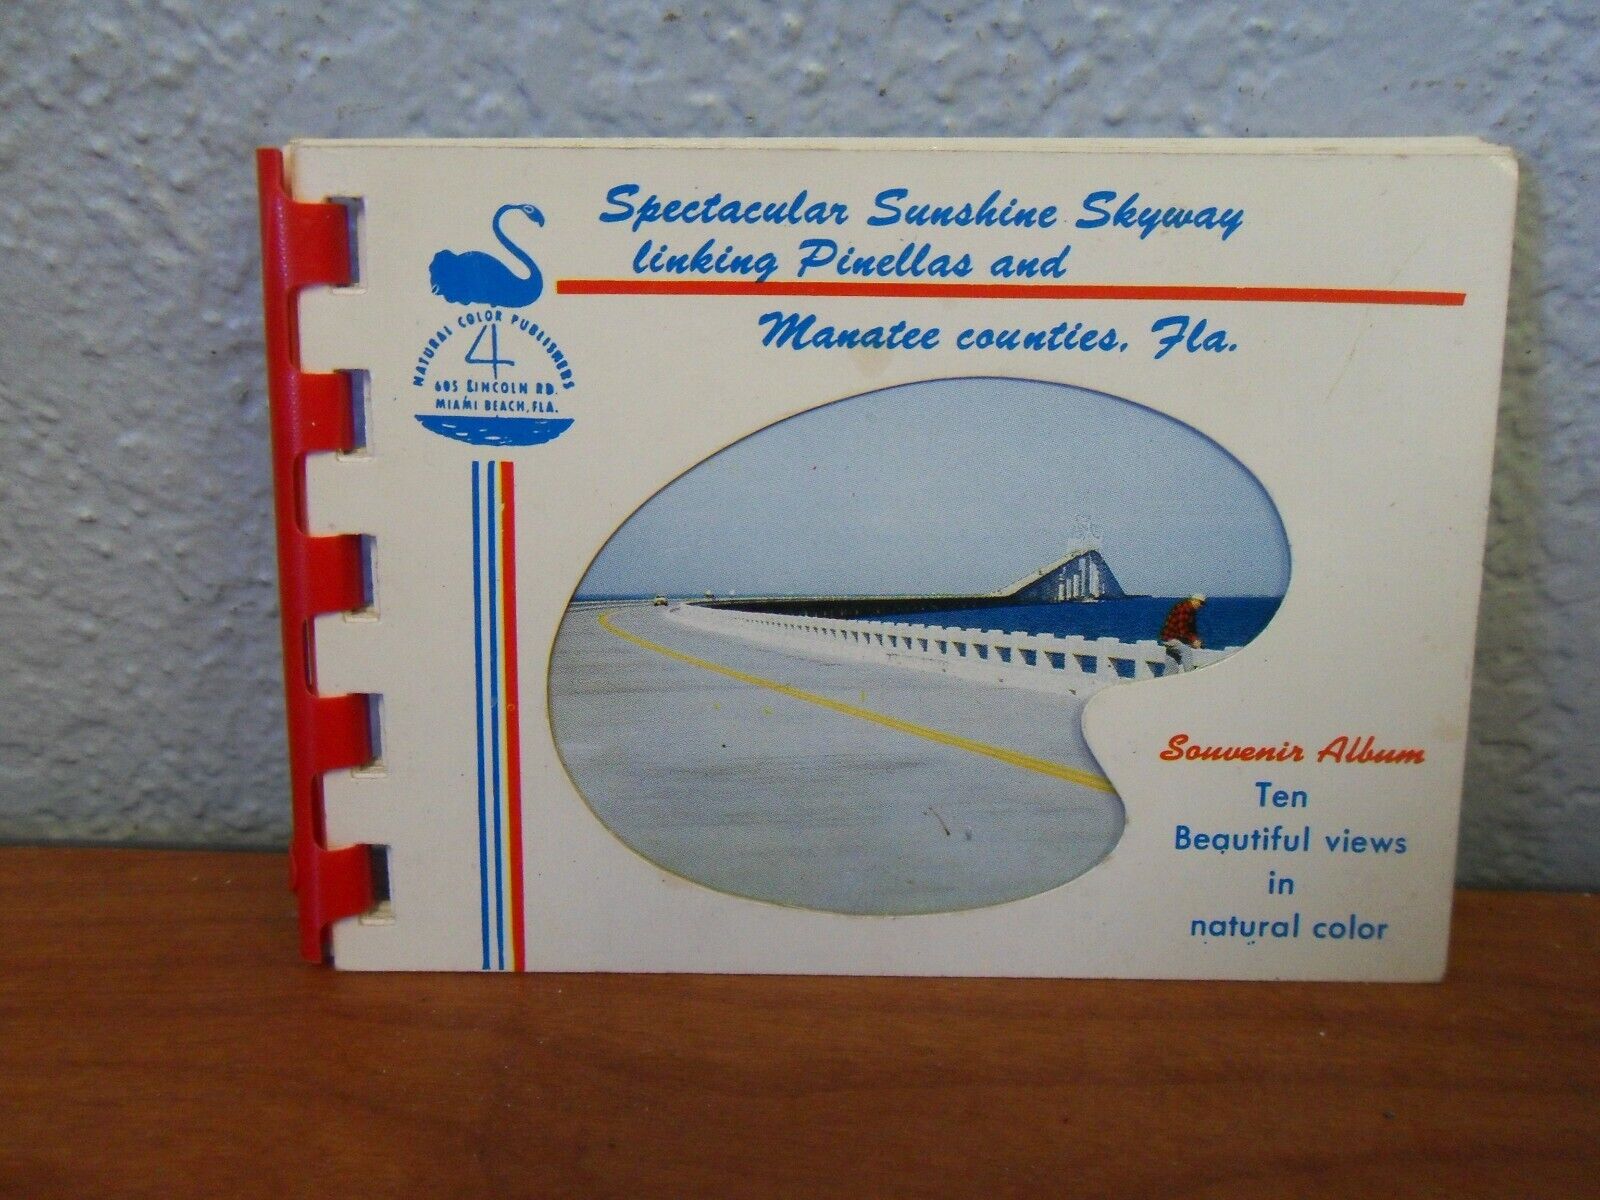 Spectacular Sunshine Skyway
linking Pinellas and
Manatee counties, Fla.
NATURAL COLOR PUBLISHERS
4
605 LINCOLN RD.
MIAMI BEACH, FLA.
Souvenir Album
Ten
Beautiful views
in
natural color